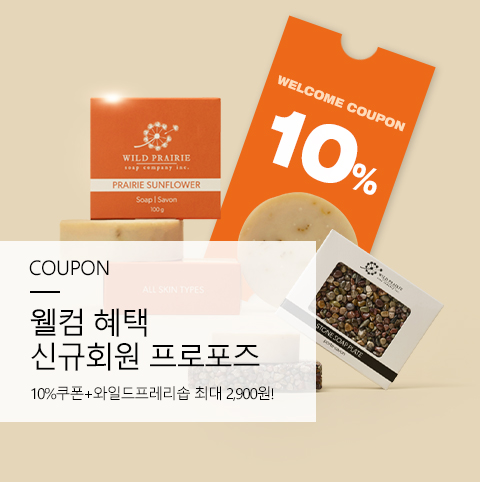 WELCOME COUPON
10%
WILD PRAIRIE
soap company inc.
PRAIRIE SUNFLOWER
Soap | Savon
100 g
ALL SKIN TYPES
WILD PRAIRIE
STONE SOAP PLATE
COUPON
웰컴 혜택
신규회원 프로포즈
10%쿠폰+와일드프레리솝 최대 2,900원!